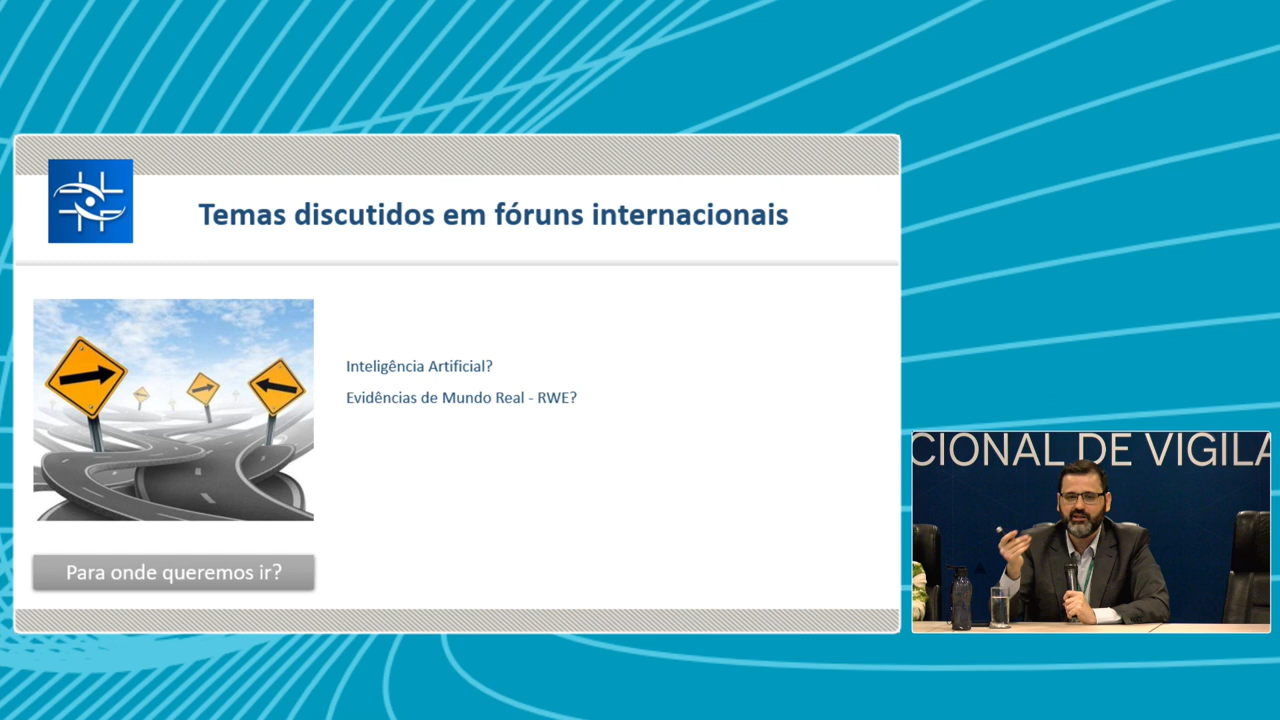 Temas discutidos em fóruns internacionais
Inteligência Artificial?
Evidências de Mundo Real - RWE?
Para onde queremos ir?
CIONAL DE VIGILA